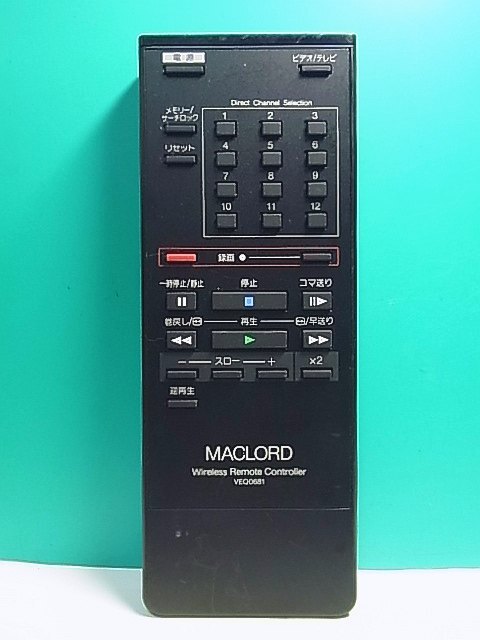 電源
ビデオ/テレビ
Direct Channel Selection
メモリー/
サーチロック
1 2 3
リセット
4 5 6
7 8 9
10 11 12
録画
一時停止/静止 停止 コマ送り
巻戻し/ 再生 /早送り
− スロー + ×2
逆再生
MACLORD
Wireless Remote Controller
VEQ0681